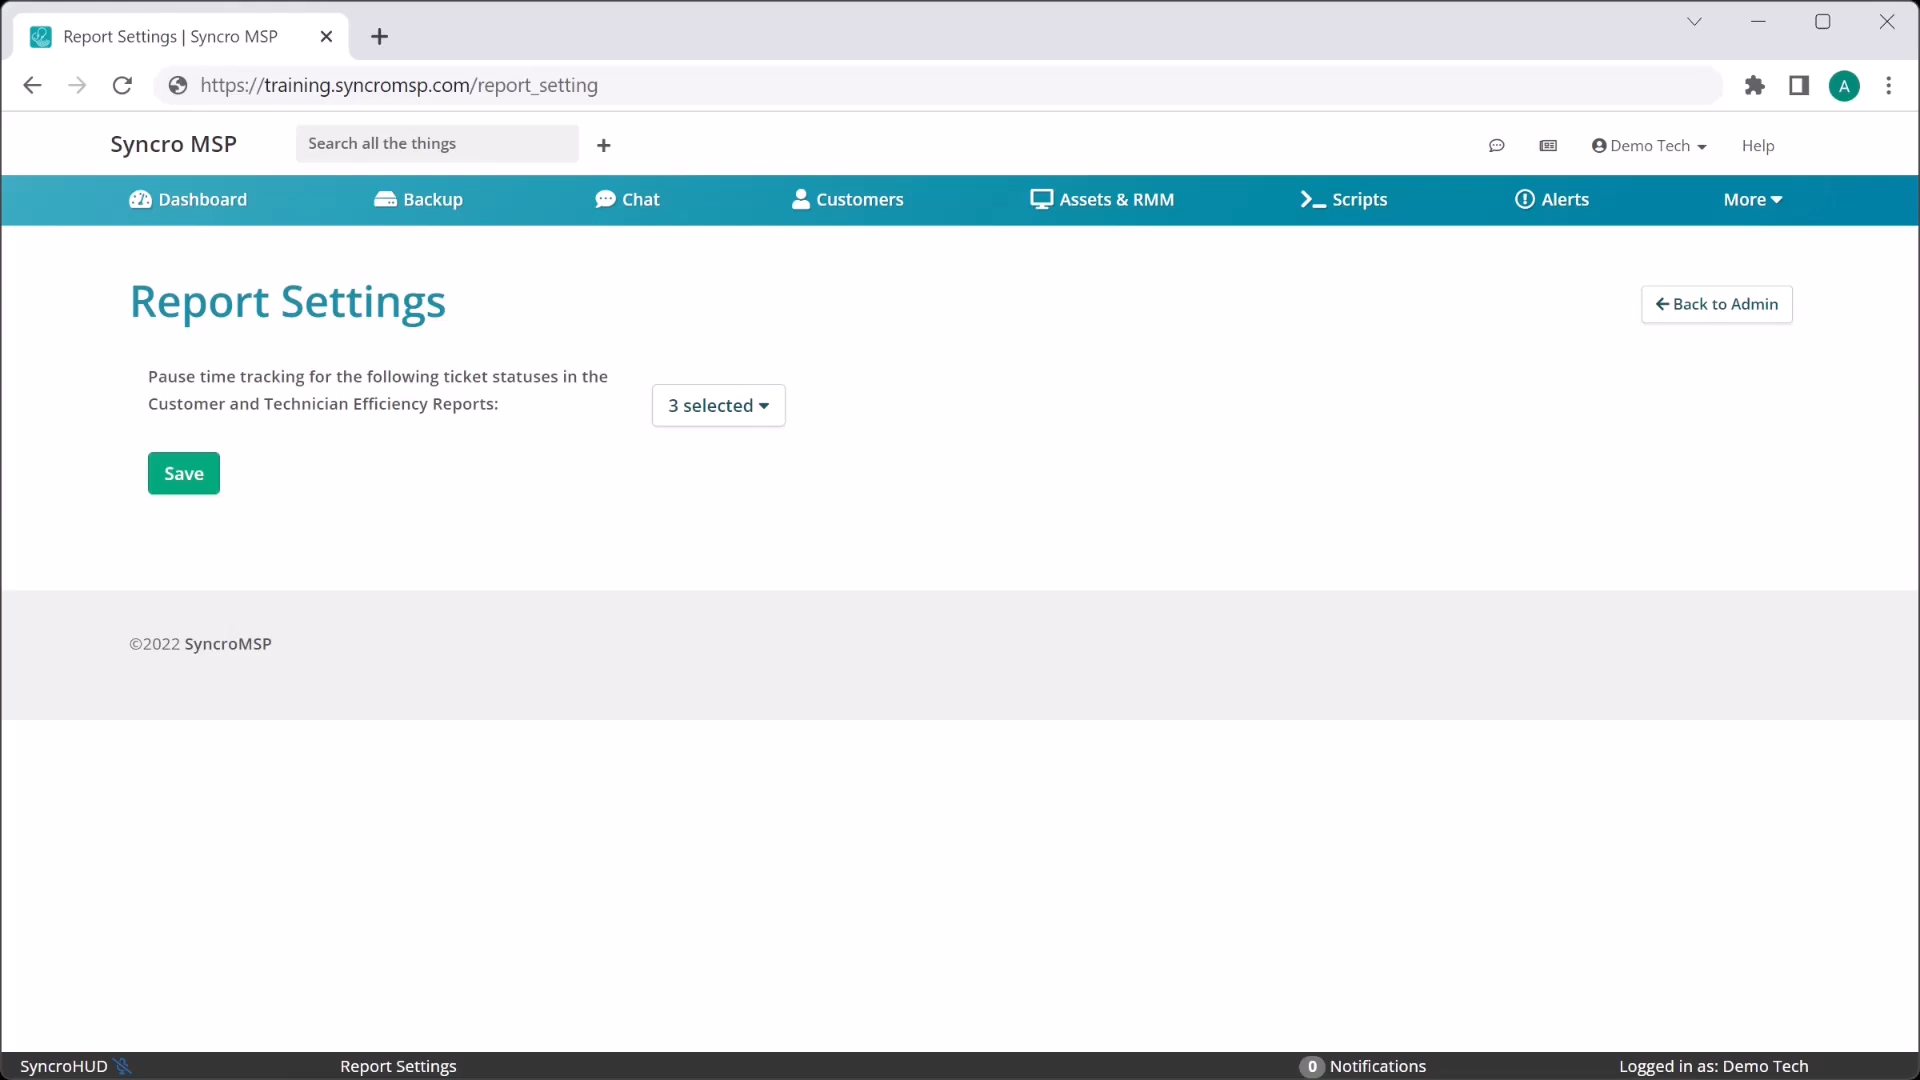 Report Settings | Syncro MSP
https://training.syncromsp.com/report_setting
A
Syncro MSP
Search all the things
Demo Tech
Help
Dashboard
Backup
Chat
Customers
Assets & RMM
Scripts
Alerts
More
Report Settings
Back to Admin
Pause time tracking for the following ticket statuses in the
Customer and Technician Efficiency Reports:
3 selected
Save
©2022 SyncroMSP
SyncroHUD
Report Settings
0 Notifications
Logged in as: Demo Tech